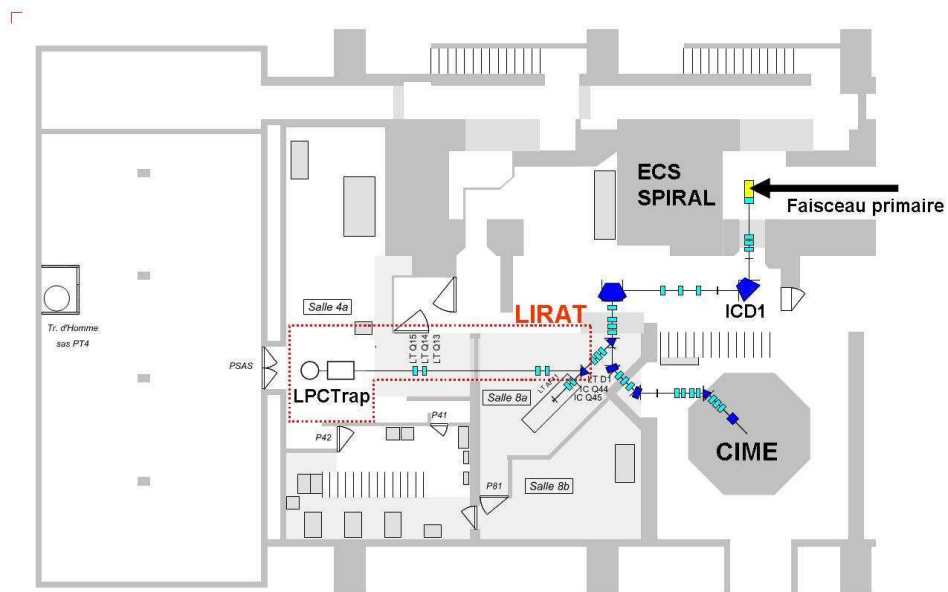 ECS
SPIRAL
Faisceau primaire
ICD1
Salle 4a
LIRAT
Tr. d'Homme
sas PT4
PSAS
LT Q15
LT Q14
LT Q13
LPCTrap
LT D1
IC Q44
IC Q45
Salle 8a
P41
P42
CIME
P81
Salle 8b